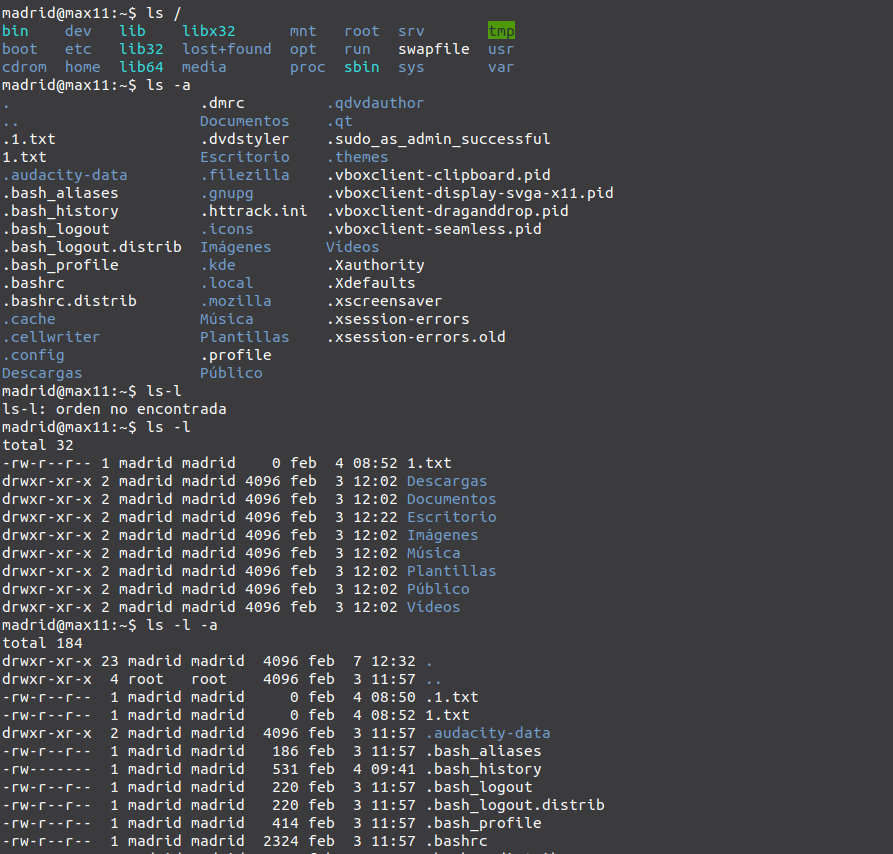 madrid@max11:~$ ls /
bin    dev   lib    libx32      mnt   root  srv       tmp
boot   etc   lib32  lost+found  opt   run   swapfile  usr
cdrom  home  lib64  media       proc  sbin  sys       var
madrid@max11:~$ ls -a
.                     .dmrc         .qdvdauthor
..                    Documentos    .qt
.1.txt                .dvdstyler    .sudo_as_admin_successful
1.txt                 Escritorio    .themes
.audacity-data        .filezilla    .vboxclient-clipboard.pid
.bash_aliases         .gnupg        .vboxclient-display-svga-x11.pid
.bash_history         .httrack.ini  .vboxclient-draganddrop.pid
.bash_logout          .icons        .vboxclient-seamless.pid
.bash_logout.distrib  Imágenes      Vídeos
.bash_profile         .kde          .Xauthority
.bashrc               .local        .Xdefaults
.bashrc.distrib       .mozilla      .xscreensaver
.cache                Música        .xsession-errors
.cellwriter           Plantillas    .xsession-errors.old
.config               .profile
Descargas             Público
madrid@max11:~$ ls-l
ls-l: orden no encontrada
madrid@max11:~$ ls -l
total 32
-rw-r--r-- 1 madrid madrid    0 feb  4 08:52 1.txt
drwxr-xr-x 2 madrid madrid 4096 feb  3 12:02 Descargas
drwxr-xr-x 2 madrid madrid 4096 feb  3 12:02 Documentos
drwxr-xr-x 2 madrid madrid 4096 feb  3 12:22 Escritorio
drwxr-xr-x 2 madrid madrid 4096 feb  3 12:02 Imágenes
drwxr-xr-x 2 madrid madrid 4096 feb  3 12:02 Música
drwxr-xr-x 2 madrid madrid 4096 feb  3 12:02 Plantillas
drwxr-xr-x 2 madrid madrid 4096 feb  3 12:02 Público
drwxr-xr-x 2 madrid madrid 4096 feb  3 12:02 Vídeos
madrid@max11:~$ ls -l -a
total 184
drwxr-xr-x 23 madrid madrid  4096 feb  7 12:32 .
drwxr-xr-x  4 root   root    4096 feb  3 11:57 ..
-rw-r--r--  1 madrid madrid     0 feb  4 08:50 .1.txt
-rw-r--r--  1 madrid madrid     0 feb  4 08:52 1.txt
drwxr-xr-x  2 madrid madrid  4096 feb  3 11:57 .audacity-data
-rw-r--r--  1 madrid madrid   186 feb  3 11:57 .bash_aliases
-rw-------  1 madrid madrid   531 feb  4 09:41 .bash_history
-rw-r--r--  1 madrid madrid   220 feb  3 11:57 .bash_logout
-rw-r--r--  1 madrid madrid   220 feb  3 11:57 .bash_logout.distrib
-rw-r--r--  1 madrid madrid   414 feb  3 11:57 .bash_profile
-rw-r--r--  1 madrid madrid  2324 feb  3 11:57 .bashrc